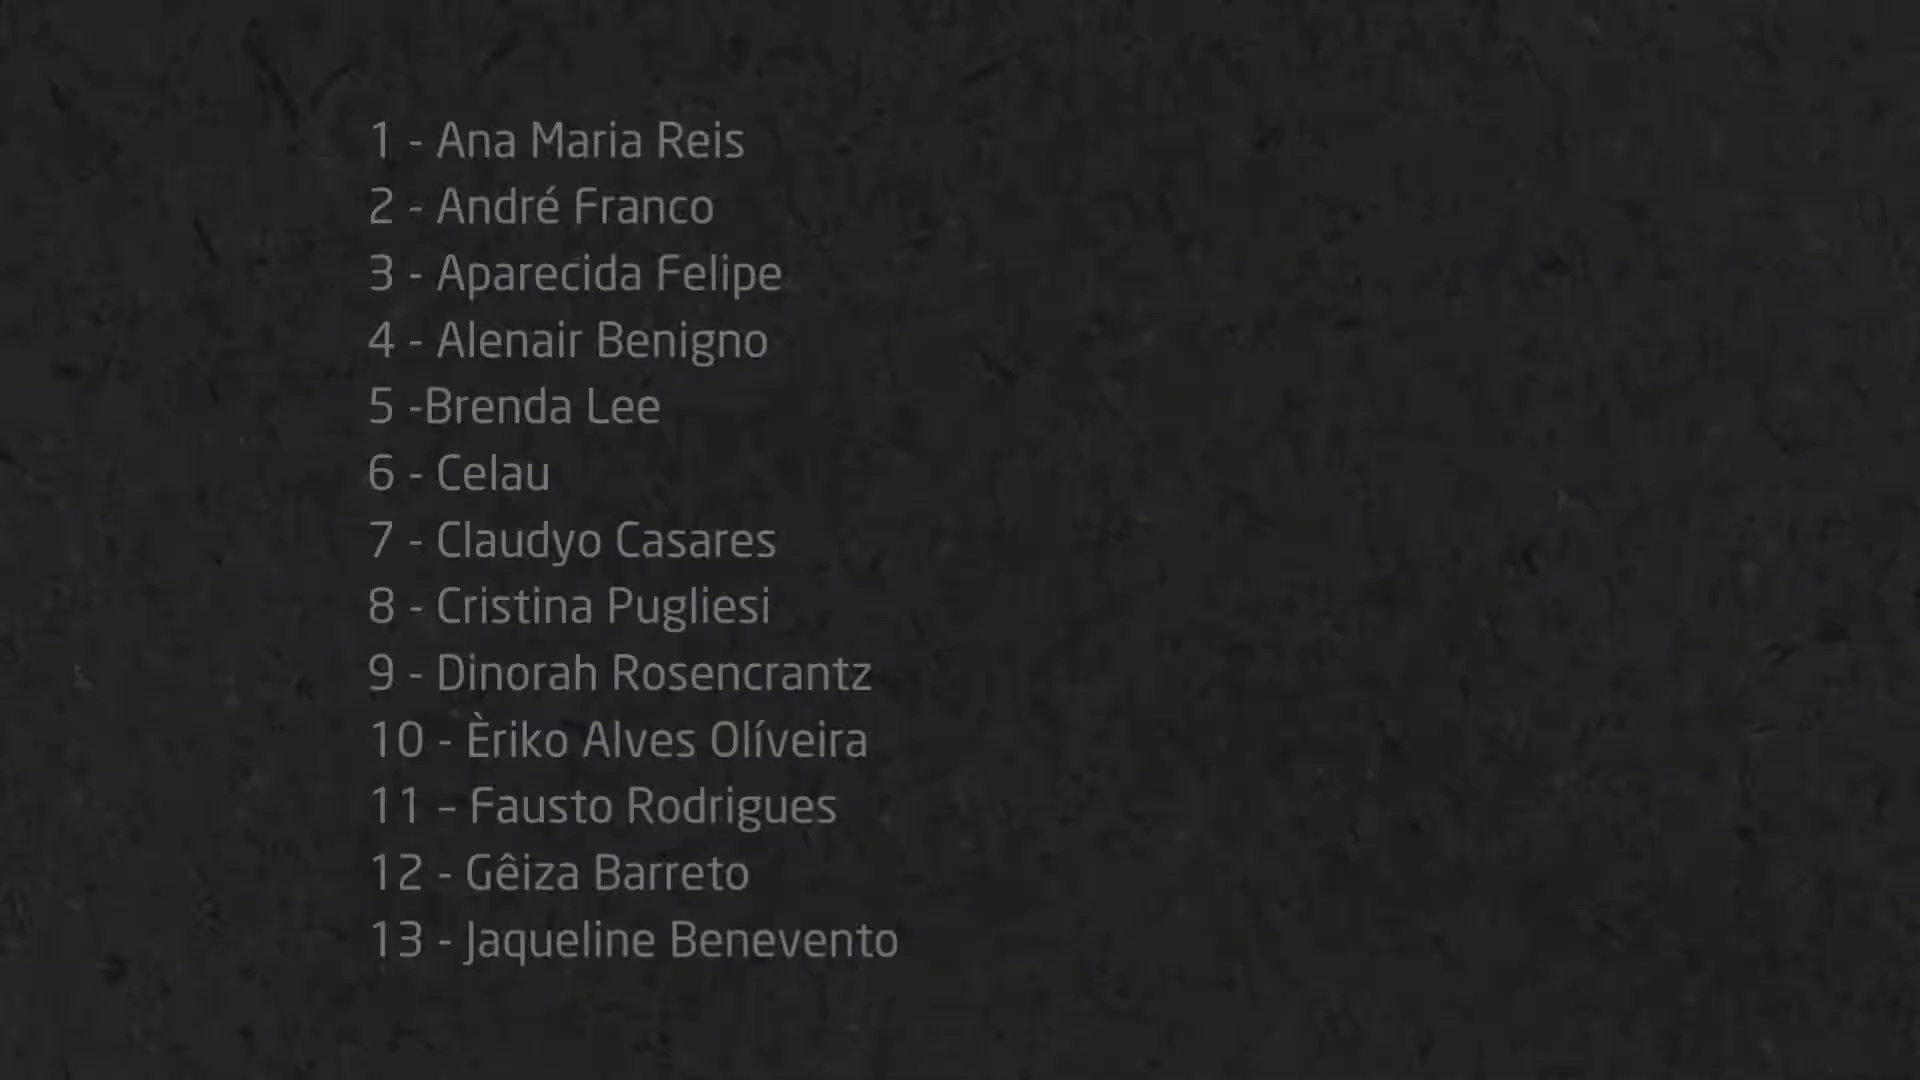 1 - Ana Maria Reis
2 - André Franco
3 - Aparecida Felipe
4 - Alenair Benigno
5 -Brenda Lee
6 - Celau
7 - Claudyo Casares
8 - Cristina Pugliesi
9 - Dinorah Rosencrantz
10 - Èriko Alves Olíveira
11 – Fausto Rodrigues
12 - Gêiza Barreto
13 - Jaqueline Benevento